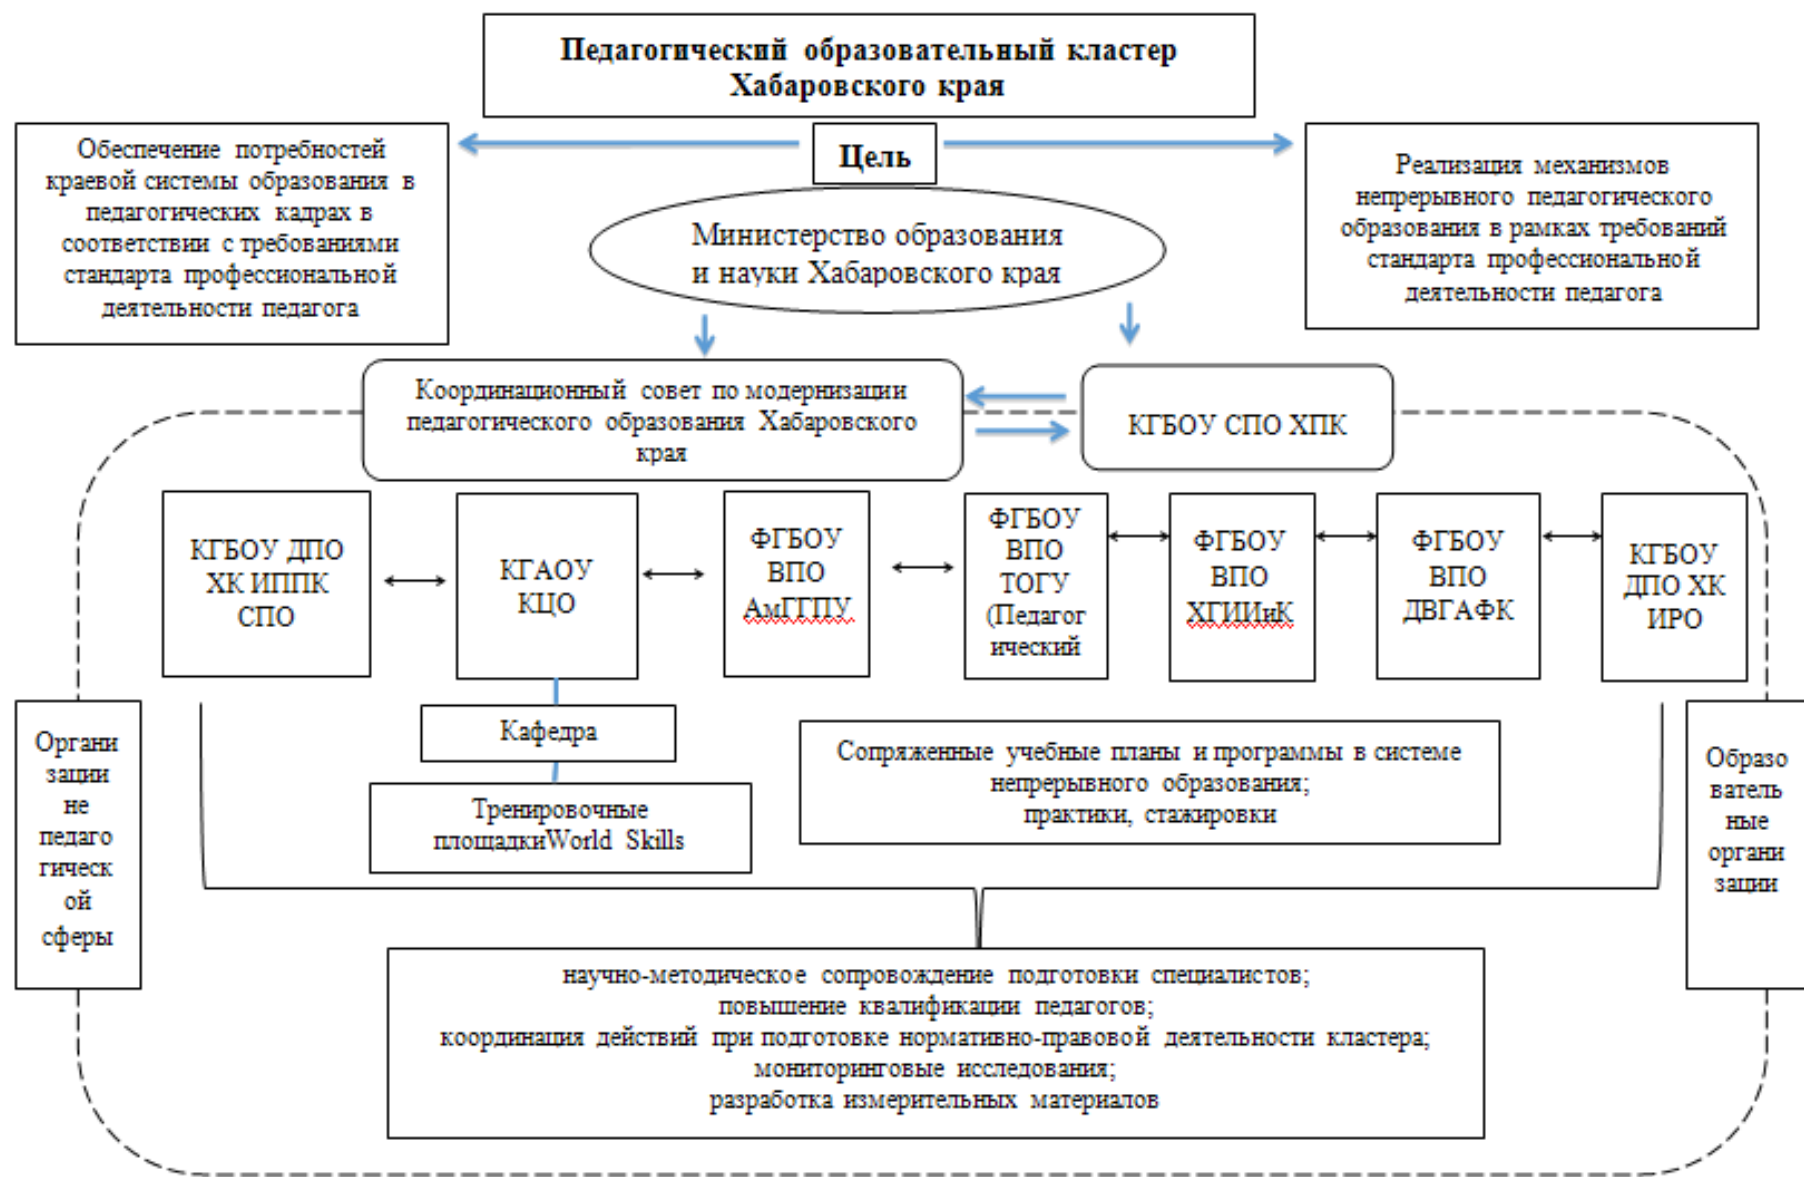 Педагогический образовательный кластер
Хабаровского края
Обеспечение потребностей
краевой системы образования в
педагогических кадрах в
соответствии с требованиями
стандарта профессиональной
деятельности педагога
Цель
Реализация механизмов
непрерывного педагогического
образования в рамках требований
стандарта профессиональной
деятельности педагога
Министерство образования
и науки Хабаровского края
Координационный совет по модернизации
педагогического образования Хабаровского
края
КГБОУ СПО ХПК
КГБОУ ДПО
ХК ИППК
СПО
КГАОУ
КЦО
ФГБОУ
ВПО
АмГГПУ
ФГБОУ
ВПО
ТОГУ
(Педагог
ический
ФГБОУ
ВПО
ХГИИиК
ФГБОУ
ВПО
ДВГАФК
КГБОУ
ДПО ХК
ИРО
Органи
зации
не
педаго
гическ
ой
сферы
Кафедра
Тренировочные
площадкиWorld Skills
Сопряженные учебные планы и программы в системе
непрерывного образования;
практики, стажировки
Образо
ватель
ные
органи
зации
научно-методическое сопровождение подготовки специалистов;
повышение квалификации педагогов;
координация действий при подготовке нормативно-правовой деятельности кластера;
мониторинговые исследования;
разработка измерительных материалов